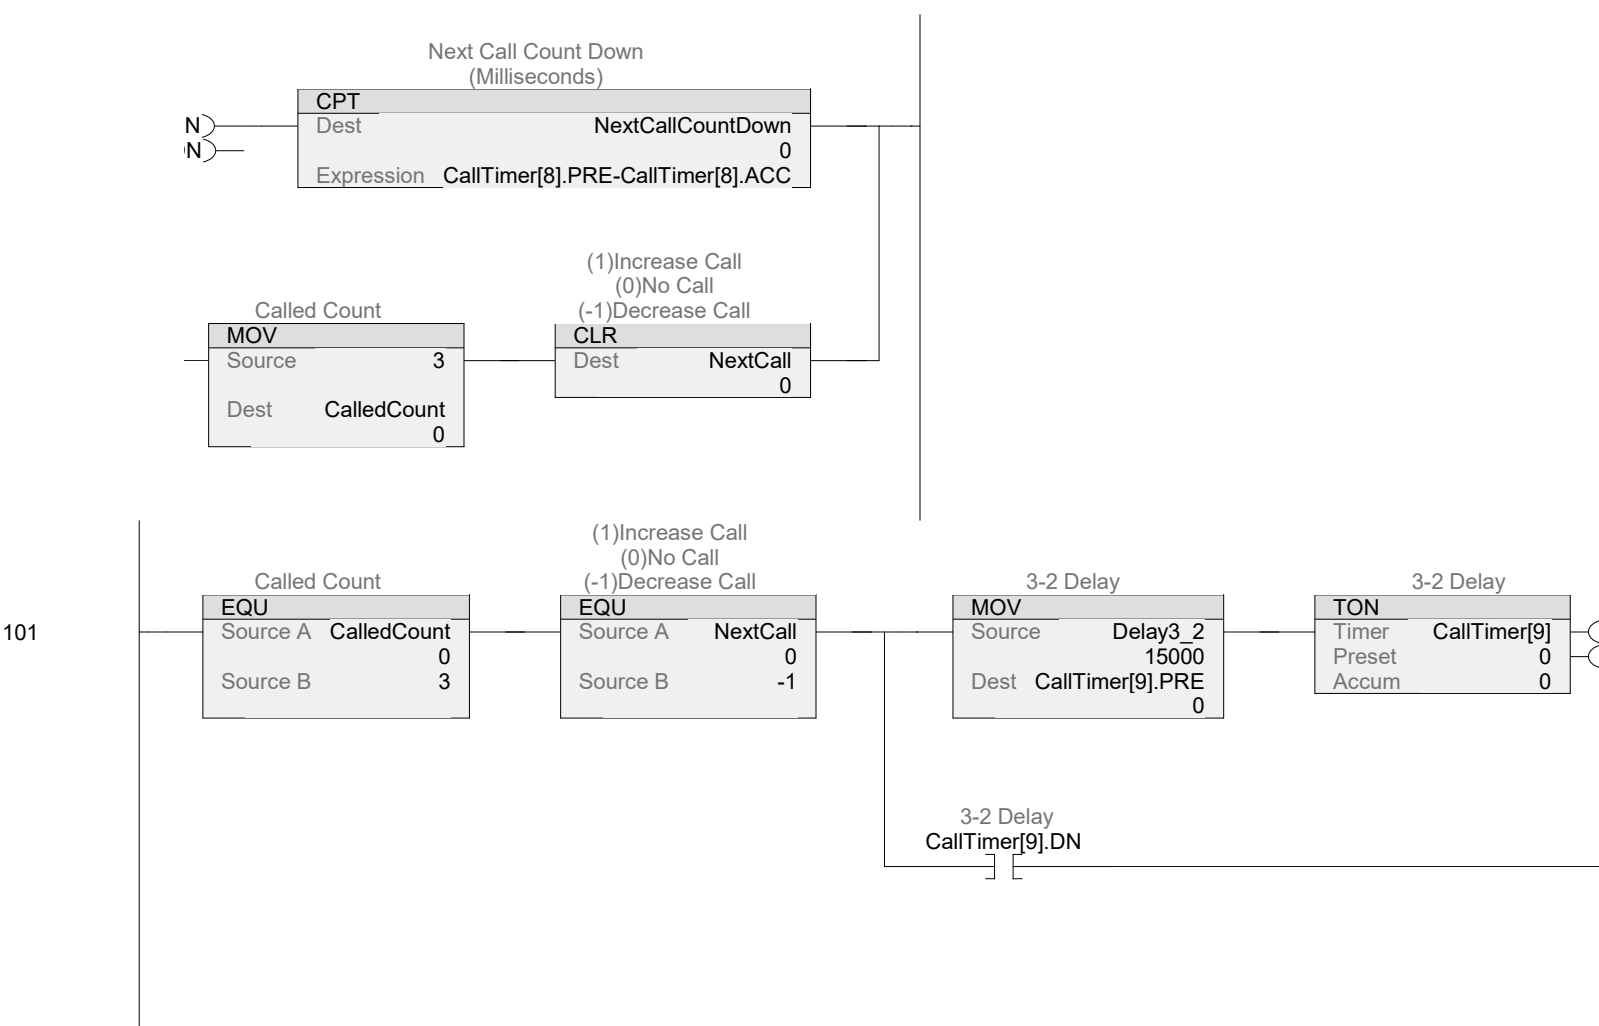 Next Call Count Down
(Milliseconds)
CPT
N
Dest NextCallCountDown
N
0
Expression CallTimer[8].PRE-CallTimer[8].ACC
(1)Increase Call
(0)No Call
Called Count (-1)Decrease Call
MOV CLR
Source 3 Dest NextCall
0
Dest CalledCount
0
(1)Increase Call
(0)No Call
Called Count (-1)Decrease Call 3-2 Delay 3-2 Delay
EQU EQU MOV TON
101 Source A CalledCount Source A NextCall Source Delay3_2 Timer CallTimer[9]
0 0 15000 Preset 0
Source B 3 Source B -1 Dest CallTimer[9].PRE Accum 0
0
3-2 Delay
CallTimer[9].DN